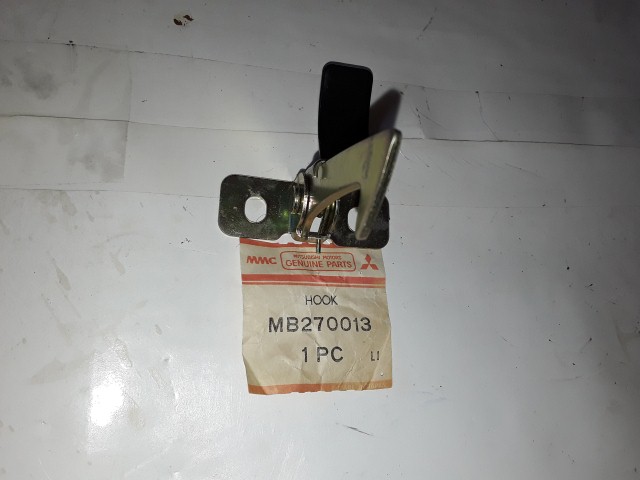 MMC MITSUBISHI MOTORS
GENUINE PARTS
HOOK
MB270013
1 PC L1